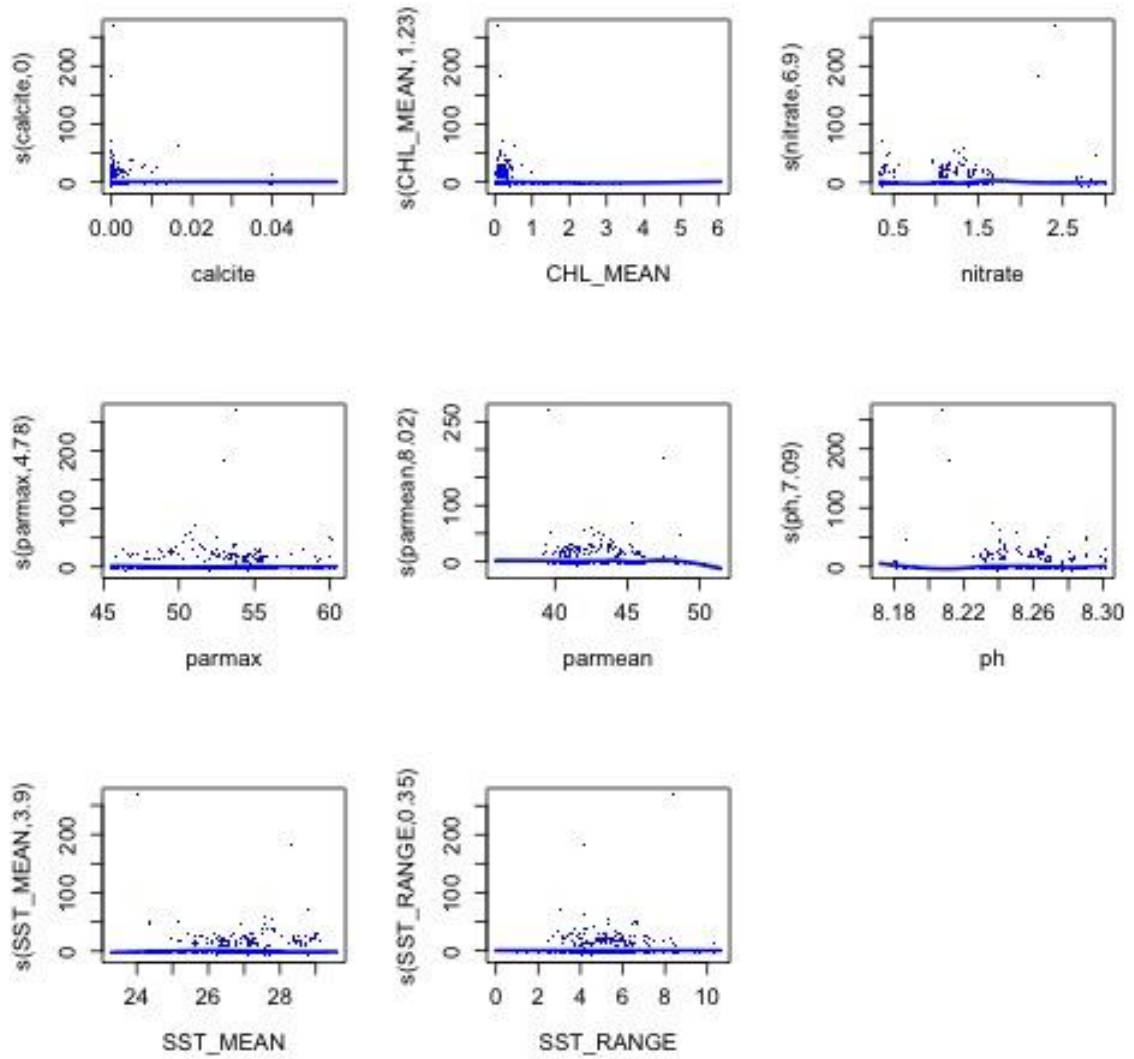 s(calcite,0)
200
100
0
0.00 0.02 0.04
calcite
s(CHL_MEAN,1.23)
200
100
0
0 1 2 3 4 5 6
CHL_MEAN
s(nitrate,6.9)
200
100
0
0.5 1.5 2.5
nitrate
s(parmax,4.78)
200
100
0
45 50 55 60
parmax
s(parmean,8.02)
250
100
0
40 45 50
parmean
s(ph,7.09)
200
100
0
8.18 8.22 8.26 8.30
ph
s(SST_MEAN,3.9)
200
100
0
24 26 28
SST_MEAN
s(SST_RANGE,0.35)
200
100
0
0 2 4 6 8 10
SST_RANGE